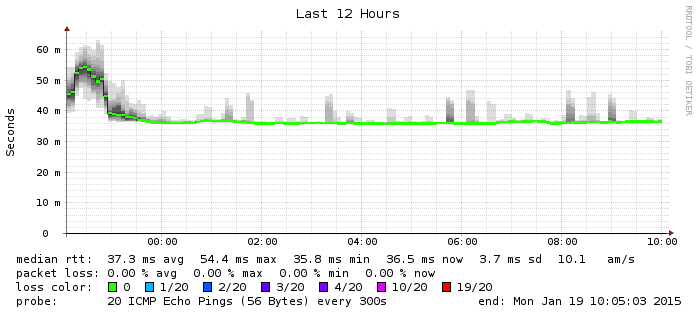 Last 12 Hours
RRDTOOL / TOBI OETIKER
Seconds
60 m
50 m
40 m
30 m
20 m
10 m
0
00:00 02:00 04:00 06:00 08:00 10:00
median rtt: 37.3 ms avg 54.4 ms max 35.8 ms min 36.5 ms now 3.7 ms sd 10.1 am/s
packet loss: 0.00 % avg 0.00 % max 0.00 % min 0.00 % now
loss color: 0 1/20 2/20 3/20 4/20 10/20 19/20
probe: 20 ICMP Echo Pings (56 Bytes) every 300s end: Mon Jan 19 10:05:03 2015